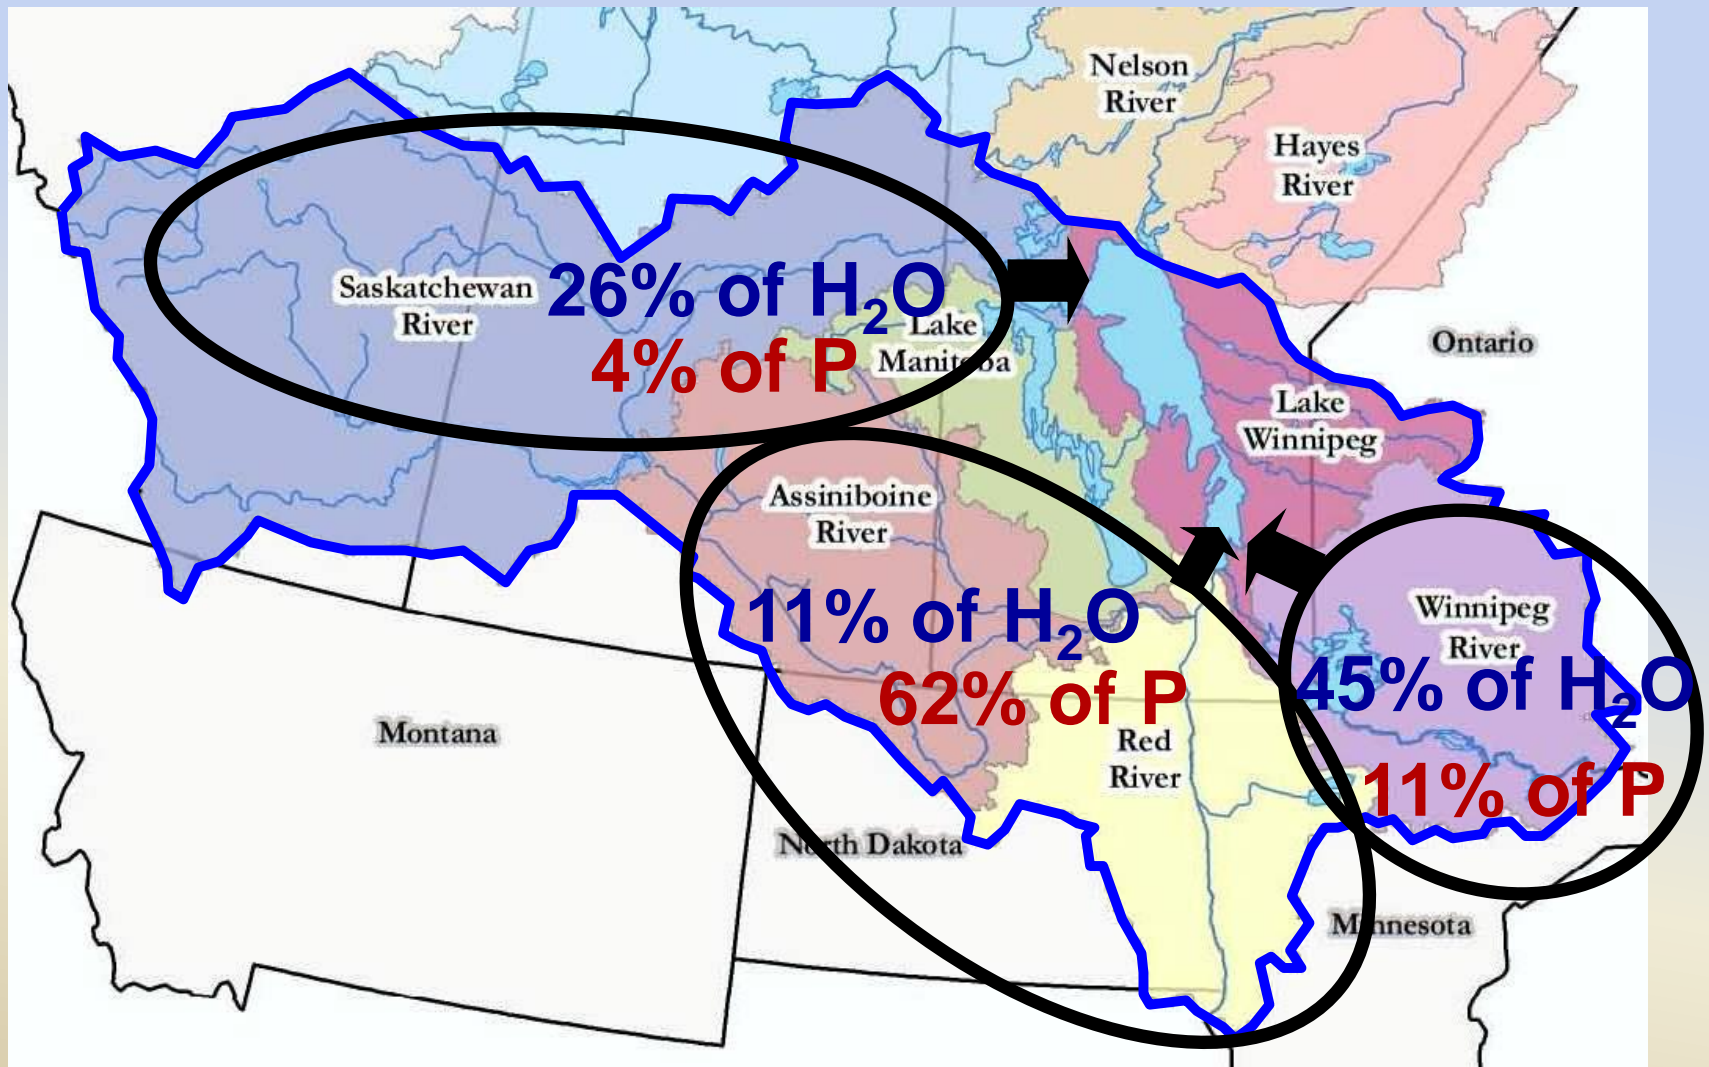 Nelson
River
Hayes
River
Saskatchewan
River
26% of H₂O
4% of P
Lake
Manitoba
Ontario
Lake
Winnipeg
Assiniboine
River
11% of H₂O
62% of P
Winnipeg
River
45% of H₂O
11% of P
Montana
Red
River
North Dakota
Minnesota